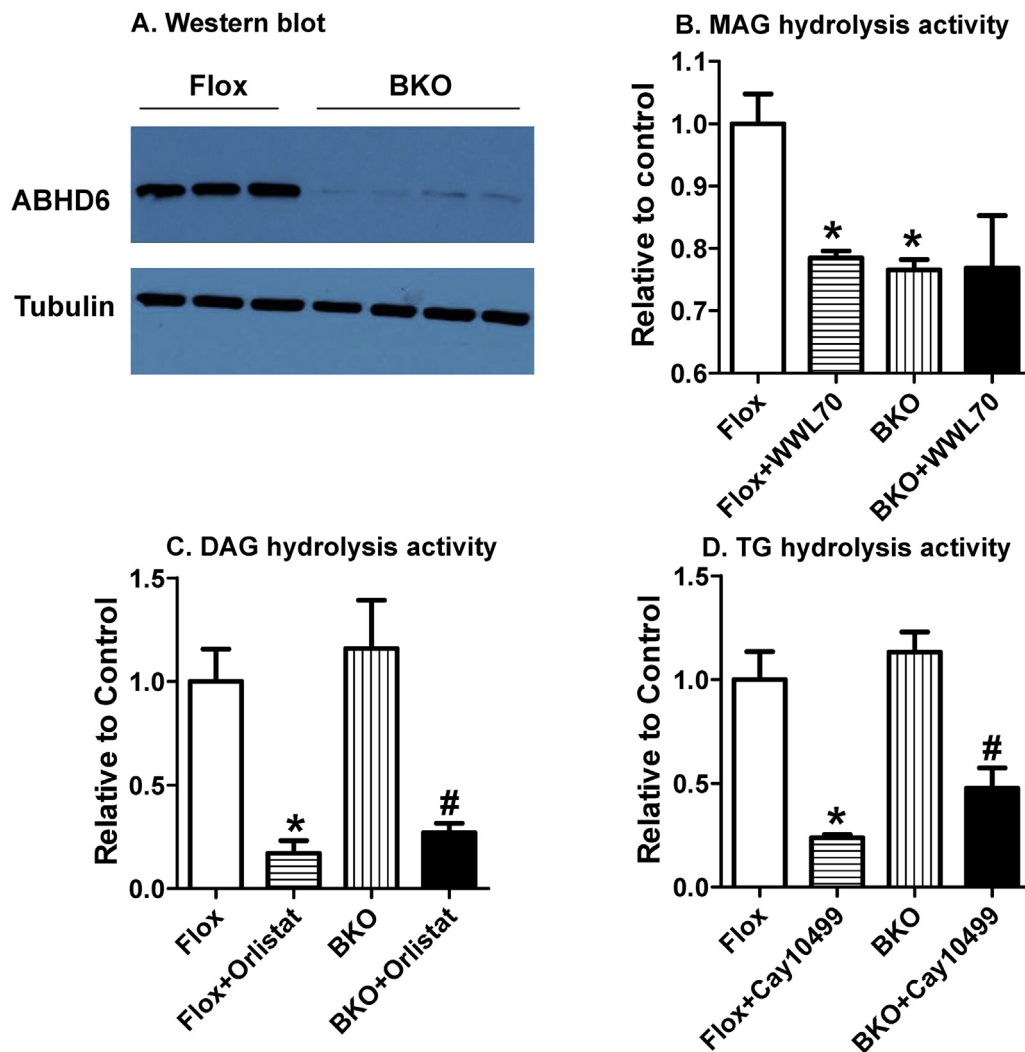 A. Western blot
Flox BKO
ABHD6
Tubulin
B. MAG hydrolysis activity
Relative to control
1.1
1.0
0.9
0.8
0.7
0.6
* *
Flox
Flox+WWL70
BKO
BKO+WWL70
C. DAG hydrolysis activity
Relative to Control
1.5
1.0
0.5
0.0
* #
Flox
Flox+Orlistat
BKO
BKO+Orlistat
D. TG hydrolysis activity
Relative to Control
1.5
1.0
0.5
0.0
* #
Flox
Flox+Cay10499
BKO
BKO+Cay10499